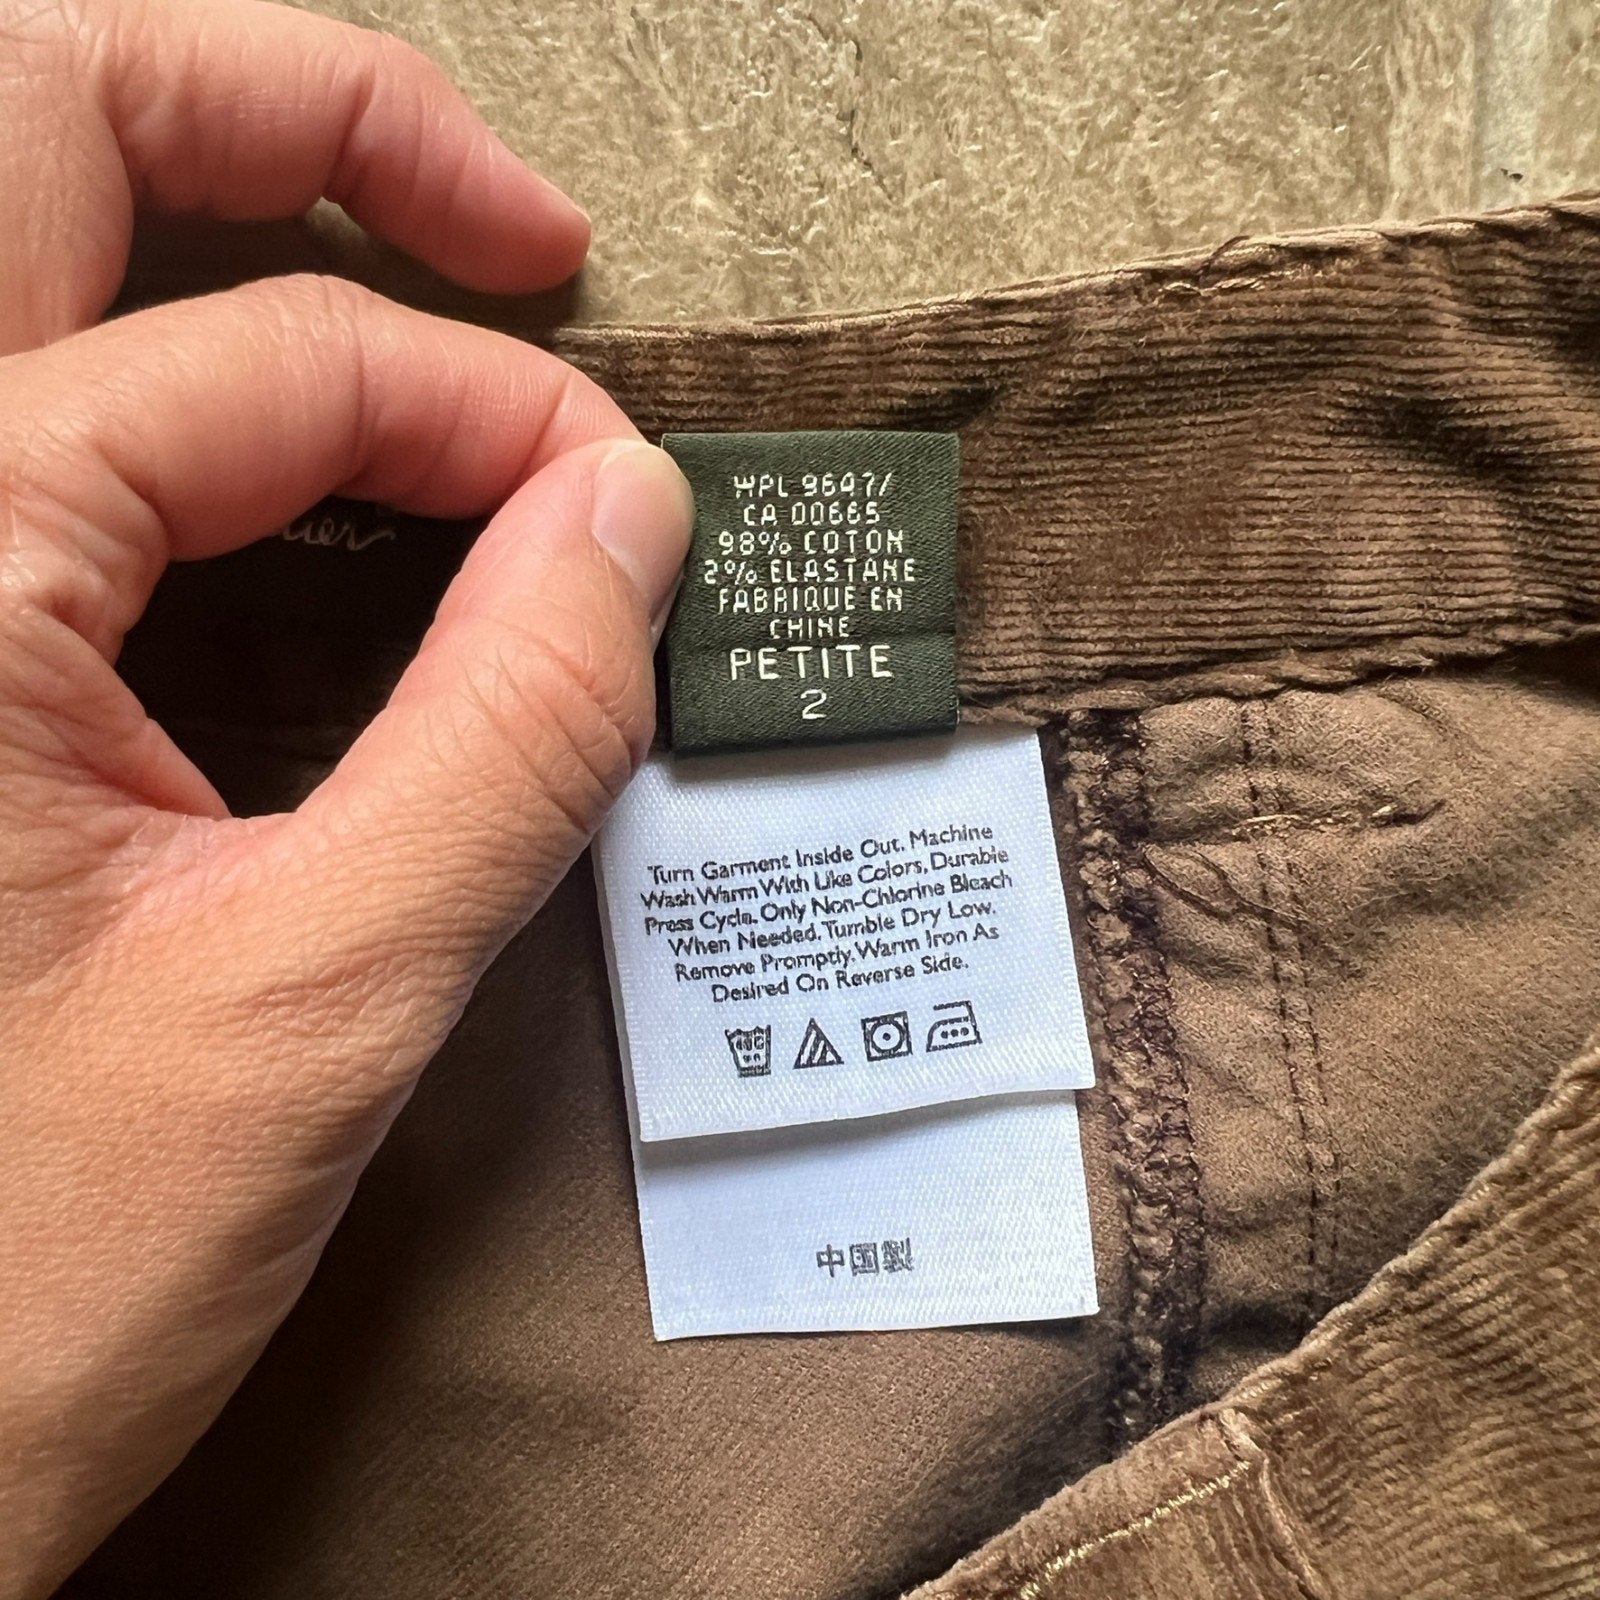 WPL 9647/
CA 00665
98% COTON
2% ELASTANE
FABRIQUE EN
CHINE
PETITE
2
Turn Garment Inside Out. Machine
Wash Warm With Like Colors, Durable
Press Cycle. Only Non-Chlorine Bleach
When Needed. Tumble Dry Low.
Remove Promptly. Warm Iron As
Desired On Reverse Side.
中国製